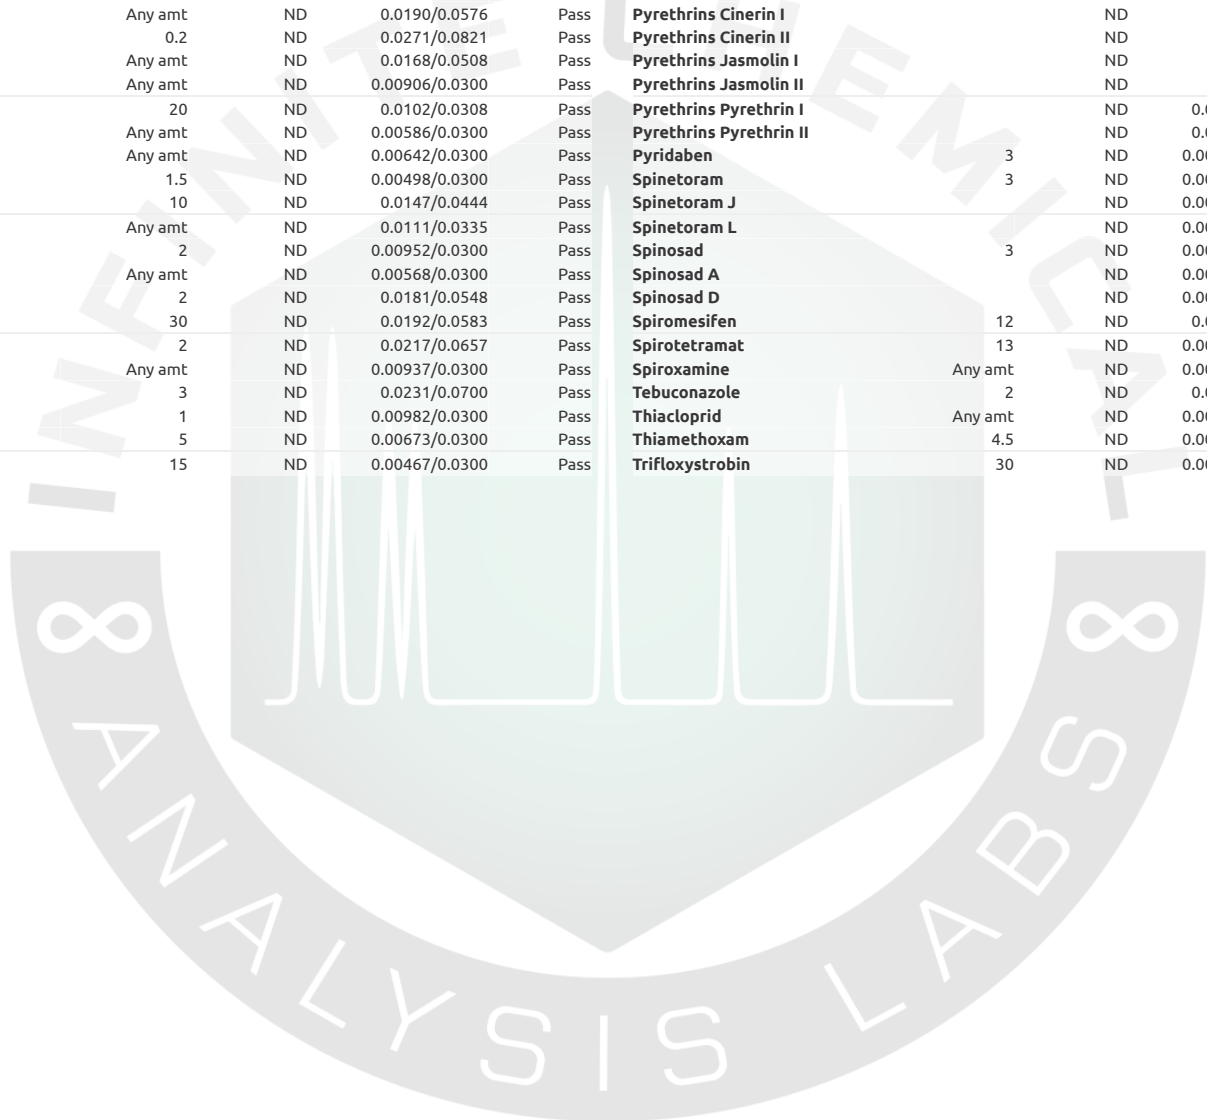 Any amt ND 0.0190/0.0576 Pass Pyrethrins Cinerin I ND
0.2 ND 0.0271/0.0821 Pass Pyrethrins Cinerin II ND
Any amt ND 0.0168/0.0508 Pass Pyrethrins Jasmolin I ND
Any amt ND 0.00906/0.0300 Pass Pyrethrins Jasmolin II ND
20 ND 0.0102/0.0308 Pass Pyrethrins Pyrethrin I ND
Any amt ND 0.00586/0.0300 Pass Pyrethrins Pyrethrin II ND
Any amt ND 0.00642/0.0300 Pass Pyridaben 3 ND
1.5 ND 0.00498/0.0300 Pass Spinetoram 3 ND
10 ND 0.0147/0.0444 Pass Spinetoram J ND
Any amt ND 0.0111/0.0335 Pass Spinetoram L ND
2 ND 0.00952/0.0300 Pass Spinosad 3 ND
Any amt ND 0.00568/0.0300 Pass Spinosad A ND
2 ND 0.0181/0.0548 Pass Spinosad D ND
30 ND 0.0192/0.0583 Pass Spiromesifen 12 ND
2 ND 0.0217/0.0657 Pass Spirotetramat 13 ND
Any amt ND 0.00937/0.0300 Pass Spiroxamine Any amt ND
3 ND 0.0231/0.0700 Pass Tebuconazole 2 ND
1 ND 0.00982/0.0300 Pass Thiacloprid Any amt ND
5 ND 0.00673/0.0300 Pass Thiamethoxam 4.5 ND
15 ND 0.00467/0.0300 Pass Trifloxystrobin 30 ND
INFINITE CHEMICAL
∞ ANALYSIS LABS ∞